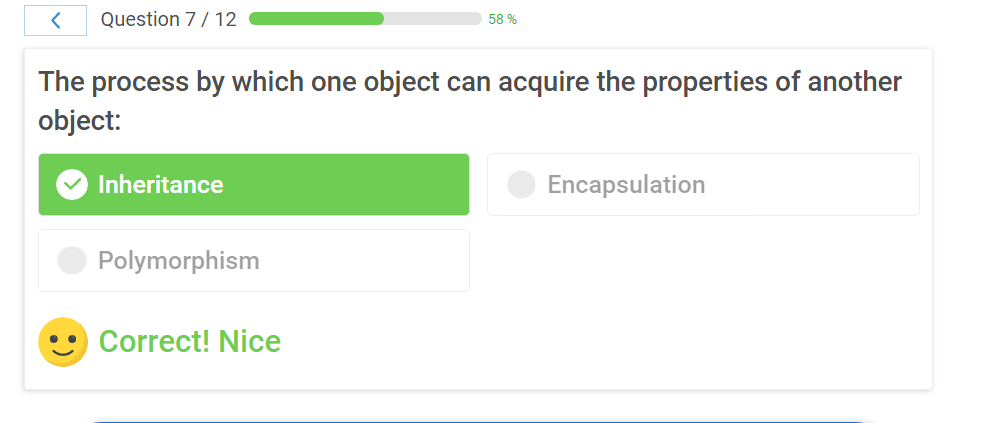 Question 7 / 12
58 %
The process by which one object can acquire the properties of another
object:
Inheritance
Encapsulation
Polymorphism
Correct! Nice